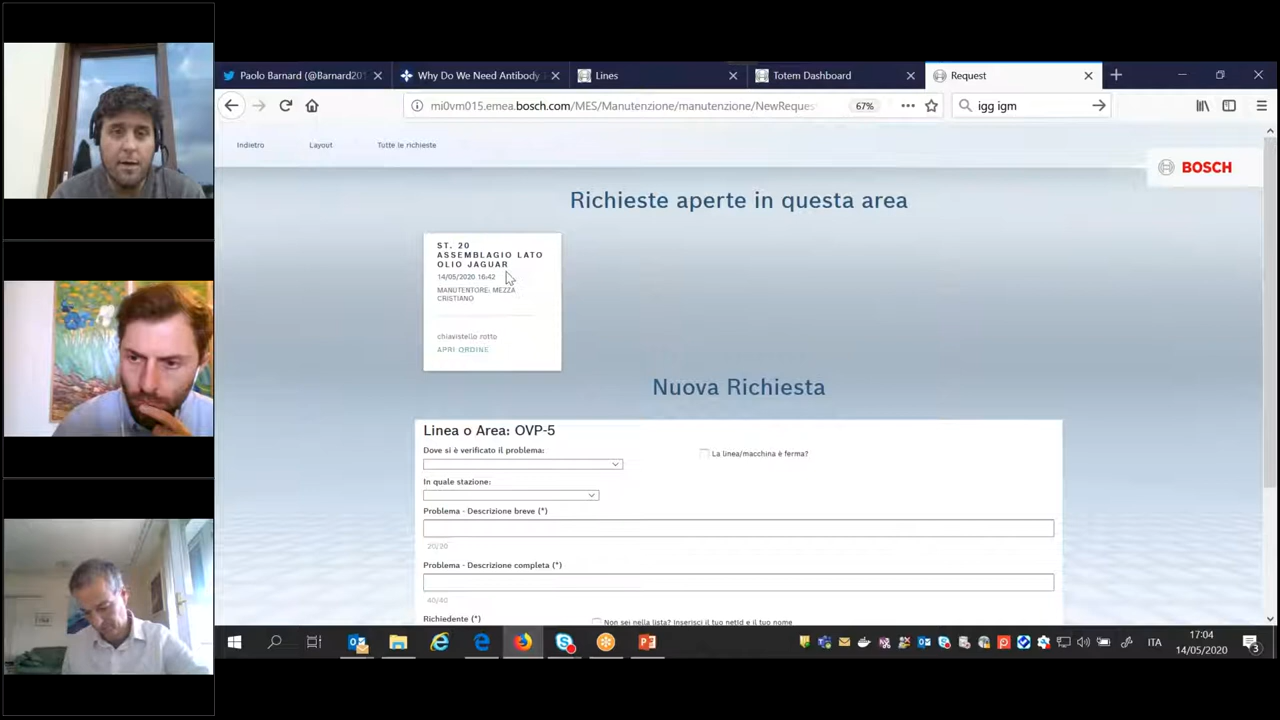 Paolo Barnard (@Barnard201
Why Do We Need Antibody
Lines
Totem Dashboard
Request
mi0vm015.emea.bosch.com/MES/Manutenzione/manutenzione/NewReque
67%
igg igm
Indietro
Layout
Tutte le richieste
BOSCH
Richieste aperte in questa area
ST. 20
ASSEMBLAGIO LATO
OLIO JAGUAR
14/05/2020 16:42
MANUTENTORE: MEZZA
CRISTIANO
chiavistello rotto
APRI ORDINE
Nuova Richiesta
Linea o Area: OVP-5
Dove si è verificato il problema:
La linea/macchina è ferma?
In quale stazione:
Problema - Descrizione breve (*)
20/20
Problema - Descrizione completa (*)
40/40
Richiedente (*)
Non sei nella lista? Inserisci il tuo netId e il tuo nome
ITA
17:04
14/05/2020
3